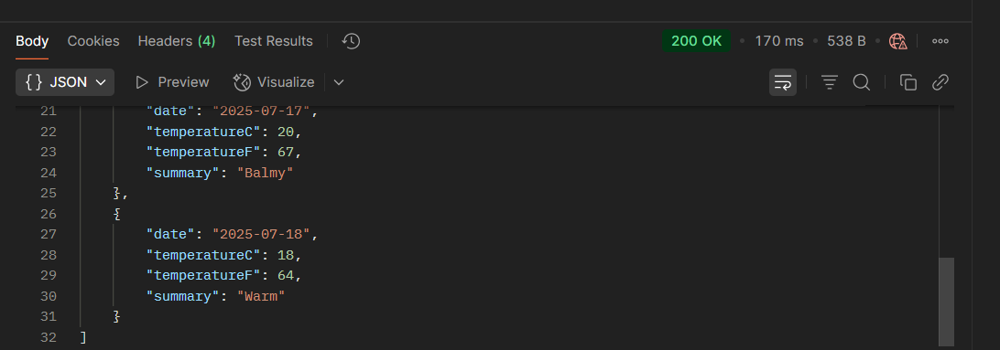 Body Cookies Headers (4) Test Results 200 OK • 170 ms • 538 B •
{} JSON Preview Visualize
21 "date": "2025-07-17",
22 "temperatureC": 20,
23 "temperatureF": 67,
24 "summary": "Balmy"
25 },
26 {
27 "date": "2025-07-18",
28 "temperatureC": 18,
29 "temperatureF": 64,
30 "summary": "Warm"
31 }
32 ]